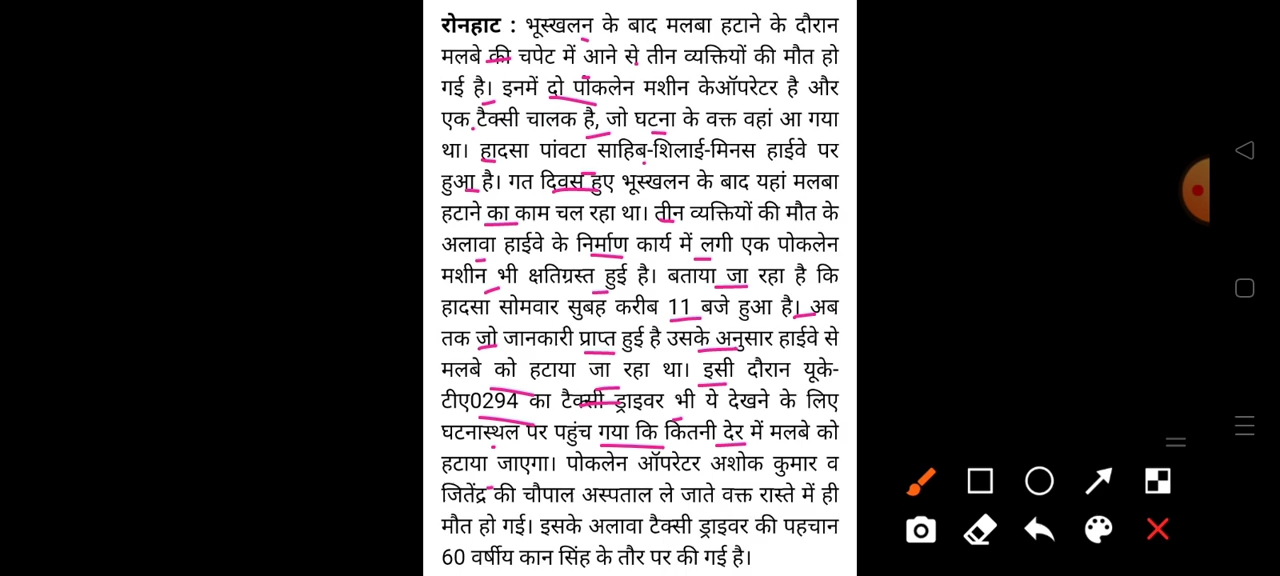 रोनहाट : भूस्खलन के बाद मलबा हटाने के दौरान
मलबे की चपेट में आने से तीन व्यक्तियों की मौत हो
गई है। इनमें दो पोकलेन मशीन केऑपरेटर है और
एक टैक्सी चालक है, जो घटना के वक्त वहां आ गया
था। हादसा पांवटा साहिब-शिलाई-मिनस हाईवे पर
हुआ है। गत दिवस हुए भूस्खलन के बाद यहां मलबा
हटाने का काम चल रहा था। तीन व्यक्तियों की मौत के
अलावा हाईवे के निर्माण कार्य में लगी एक पोकलेन
मशीन भी क्षतिग्रस्त हुई है। बताया जा रहा है कि
हादसा सोमवार सुबह करीब 11 बजे हुआ है। अब
तक जो जानकारी प्राप्त हुई है उसके अनुसार हाईवे से
मलबे को हटाया जा रहा था। इसी दौरान यूके-
टीए0294 का टैक्सी ड्राइवर भी ये देखने के लिए
घटनास्थल पर पहुंच गया कि कितनी देर में मलबे को
हटाया जाएगा। पोकलेन ऑपरेटर अशोक कुमार व
जितेंद्र की चौपाल अस्पताल ले जाते वक्त रास्ते में ही
मौत हो गई। इसके अलावा टैक्सी ड्राइवर की पहचान
60 वर्षीय कान सिंह के तौर पर की गई है।